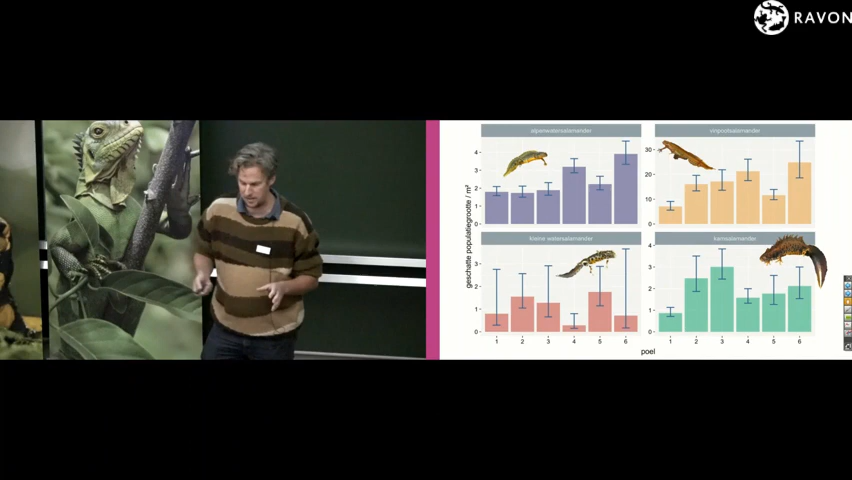 RAVON
alpenwatersalamander
vinpootsalamander
4
3
2
1
0
30
20
10
0
kleine watersalamander
kamsalamander
geschatte populatiegrootte / m²
3
2
1
0
4
3
2
1
0
1 2 3 4 5 6
1 2 3 4 5 6
poel